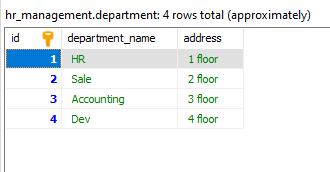 hr_management.department: 4 rows total (approximately)
id department_name address
1 HR 1 floor
2 Sale 2 floor
3 Accounting 3 floor
4 Dev 4 floor